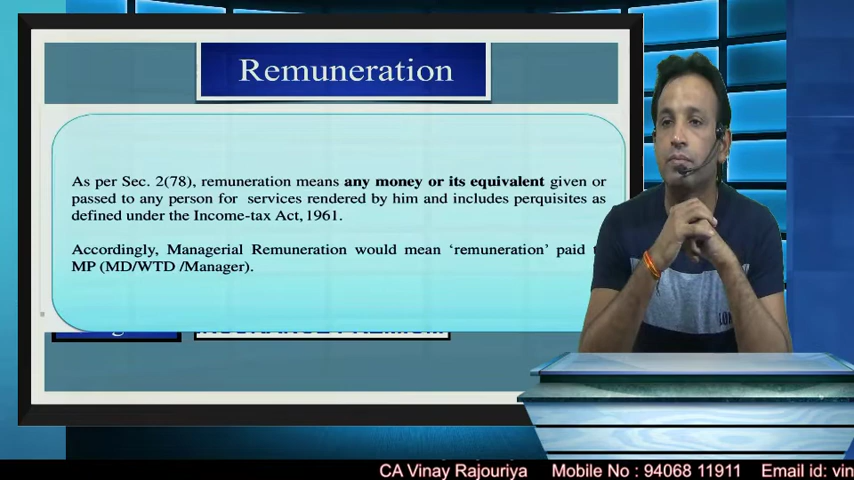 Remuneration
As per Sec. 2(78), remuneration means any money or its equivalent given or
passed to any person for services rendered by him and includes perquisites as
defined under the Income-tax Act, 1961.
Accordingly, Managerial Remuneration would mean ‘remuneration’ paid
MP (MD/WTD /Manager).
CA Vinay Rajouriya Mobile No : 94068 11911 Email id: vin